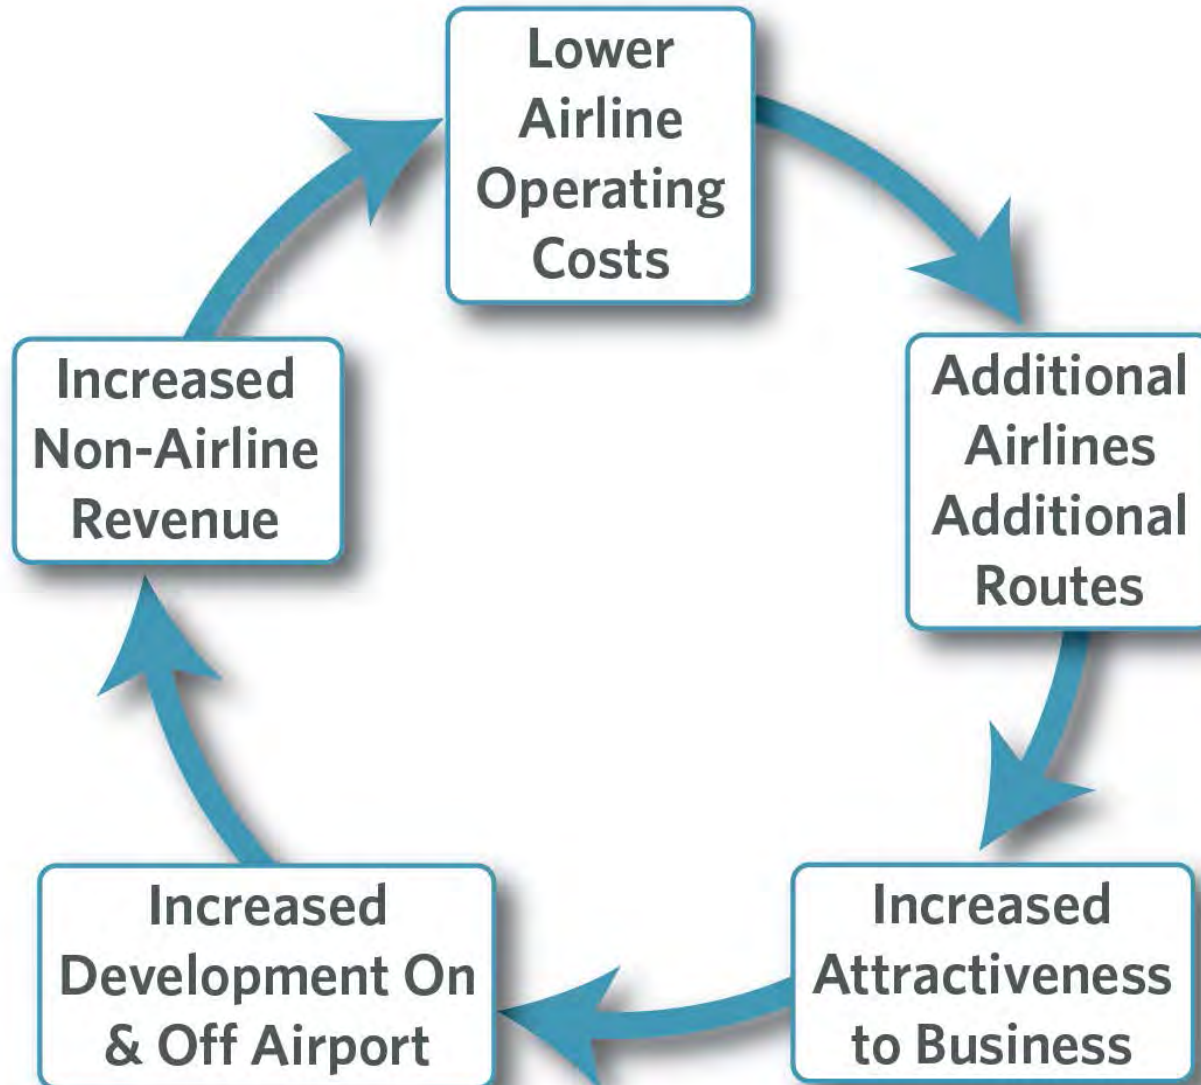 Lower
Airline
Operating
Costs
Additional
Airlines
Additional
Routes
Increased
Attractiveness
to Business
Increased
Development On
& Off Airport
Increased
Non-Airline
Revenue